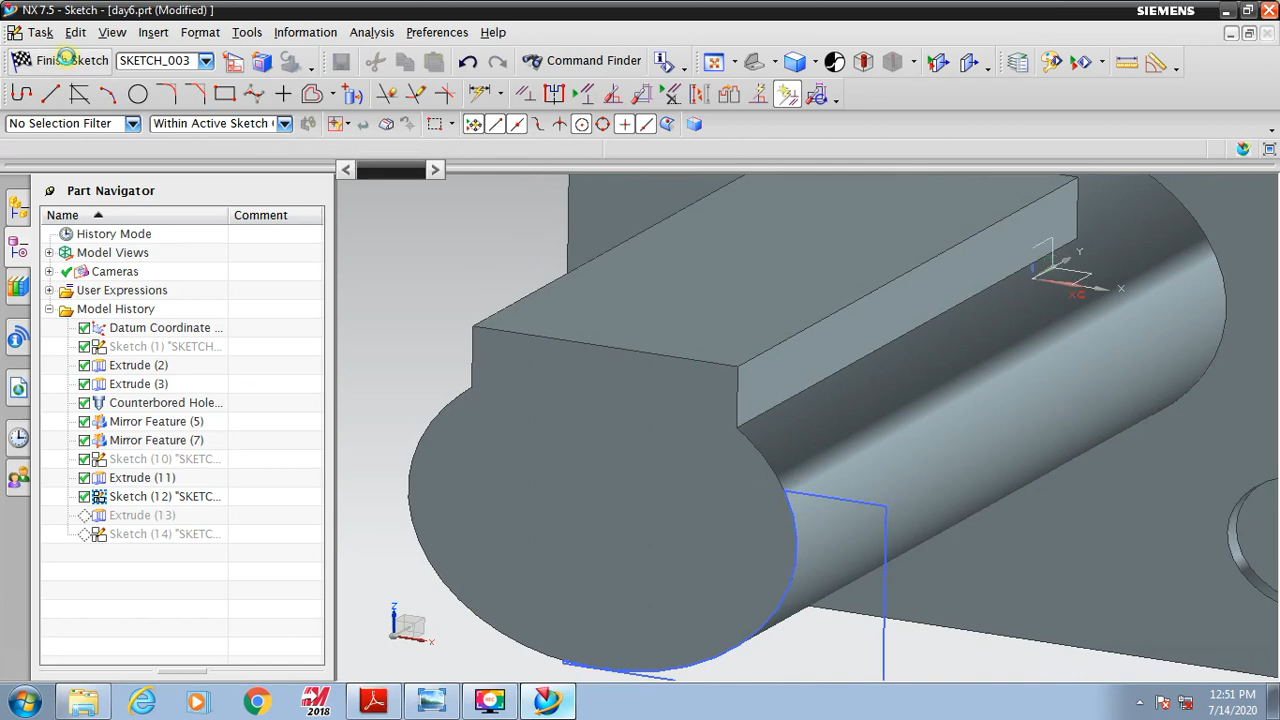 NX 7.5 - Sketch - [day6.prt (Modified) ]
SIEMENS
Task Edit View Insert Format Tools Information Analysis Preferences Help
Finish Sketch SKETCH_003 Command Finder
No Selection Filter Within Active Sketch
Part Navigator
Name Comment
History Mode
Model Views
Cameras
User Expressions
Model History
Datum Coordinate ...
Sketch (1) "SKETCH...
Extrude (2)
Extrude (3)
Counterbored Hole...
Mirror Feature (5)
Mirror Feature (7)
Sketch (10) "SKETC...
Extrude (11)
Sketch (12) "SKETC...
Extrude (13)
Sketch (14) "SKETC...
Y
X
XC
Z
X
REC
2018
12:51 PM
7/14/2020